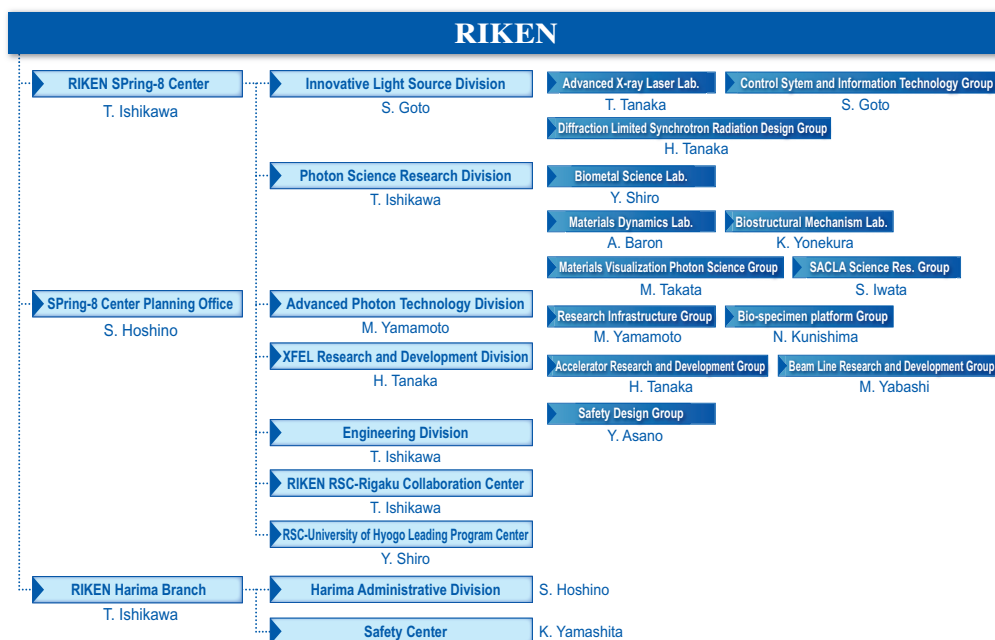 RIKEN
RIKEN SPring-8 Center
T. Ishikawa
Innovative Light Source Division
S. Goto
Advanced X-ray Laser Lab.
T. Tanaka
Control Sytem and Information Technology Group
S. Goto
Diffraction Limited Synchrotron Radiation Design Group
H. Tanaka
Photon Science Research Division
T. Ishikawa
Biometal Science Lab.
Y. Shiro
Materials Dynamics Lab.
A. Baron
Biostructural Mechanism Lab.
K. Yonekura
Materials Visualization Photon Science Group
M. Takata
SACLA Science Res. Group
S. Iwata
SPring-8 Center Planning Office
S. Hoshino
Advanced Photon Technology Division
M. Yamamoto
Research Infrastructure Group
M. Yamamoto
Bio-specimen platform Group
N. Kunishima
XFEL Research and Development Division
H. Tanaka
Accelerator Research and Development Group
H. Tanaka
Beam Line Research and Development Group
M. Yabashi
Safety Design Group
Y. Asano
Engineering Division
T. Ishikawa
RIKEN RSC-Rigaku Collaboration Center
T. Ishikawa
RSC-University of Hyogo Leading Program Center
Y. Shiro
RIKEN Harima Branch
T. Ishikawa
Harima Administrative Division
S. Hoshino
Safety Center
K. Yamashita